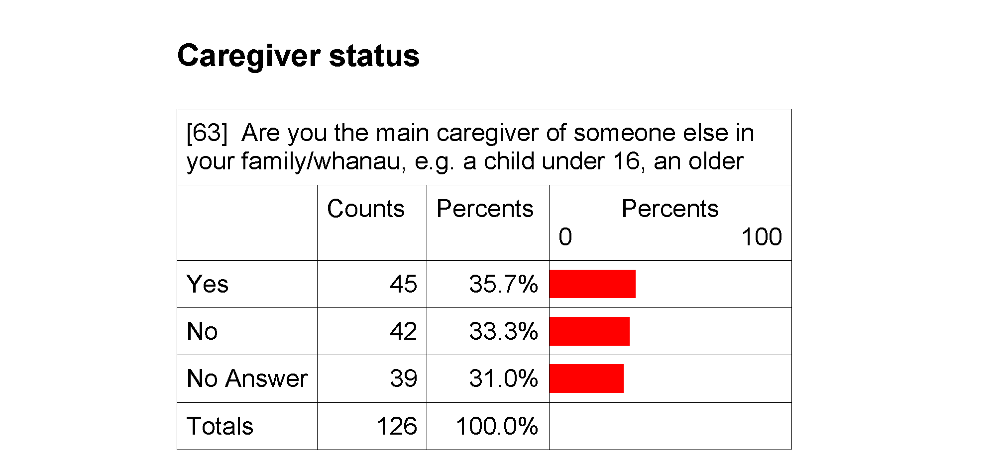 Caregiver status
[63]  Are you the main caregiver of someone else in
your family/whanau, e.g. a child under 16, an older
Counts Percents Percents
0 100
Yes 45 35.7%
No 42 33.3%
No Answer 39 31.0%
Totals 126 100.0%